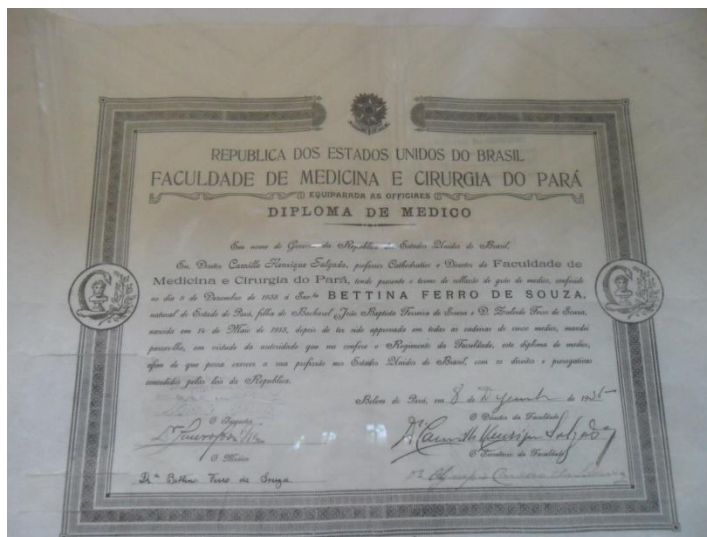 REPUBLICA DOS ESTADOS UNIDOS DO BRASIL
FACULDADE DE MEDICINA E CIRURGIA DO PARÁ
EQUIPARADA ÁS OFFICIAES
DIPLOMA DE MEDICO
Em nome do Governo da Republica dos Estados Unidos do Brasil,
Eu, Doutor Camillo Henrique Salgado, professor Cathedratico e Director da Faculdade de
Medicina e Cirurgia do Pará, tendo presente o termo de collação de gráo de medico, conferido
no dia 8 de Dezembro de 1935 á BETTINA FERRO DE SOUZA,
natural do Estado do Pará, filha do Bacharel João Baptista Ferreira de Souza e D. Ferro de Souza,
nascida em 14 de Maio de 1913, depois de ter sido approvada em todas as cadeiras do curso medico, mandei
passar-lhe, em virtude da autoridade que me confere o Regimento da Faculdade, este diploma de medico,
afim de que possa exercer a sua profissão nos Estados Unidos do Brasil, com os direitos e prerogativas
concedidos pelas leis da Republica.
Belem do Pará, em 8 de Dezembro de 1935
O Director da Faculdade
Dr Camillo Henrique Salgado
O Medico
O Secretario da Faculdade
Dra Bettina Ferro de Souza